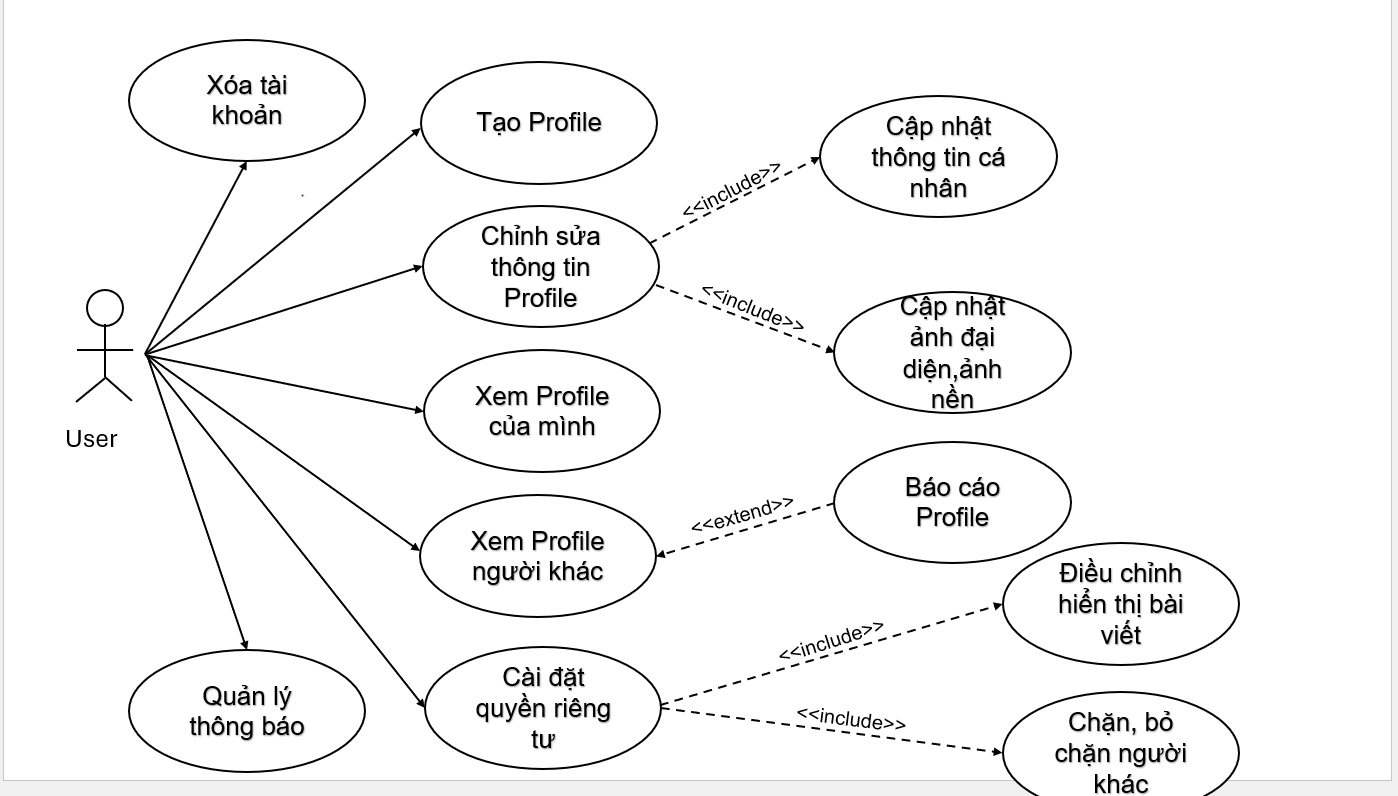 Xóa tài
khoản
Tạo Profile
Cập nhật
thông tin cá
nhân
<<include>>
Chỉnh sửa
thông tin
Profile
<<include>>
Cập nhật
ảnh đại
diện,ảnh
nền
User
Xem Profile
của mình
Báo cáo
Profile
<<extend>>
Xem Profile
người khác
Điều chỉnh
hiển thị bài
viết
<<include>>
Cài đặt
quyền riêng
tư
Quản lý
thông báo
<<include>>
Chặn, bỏ
chặn người
khác